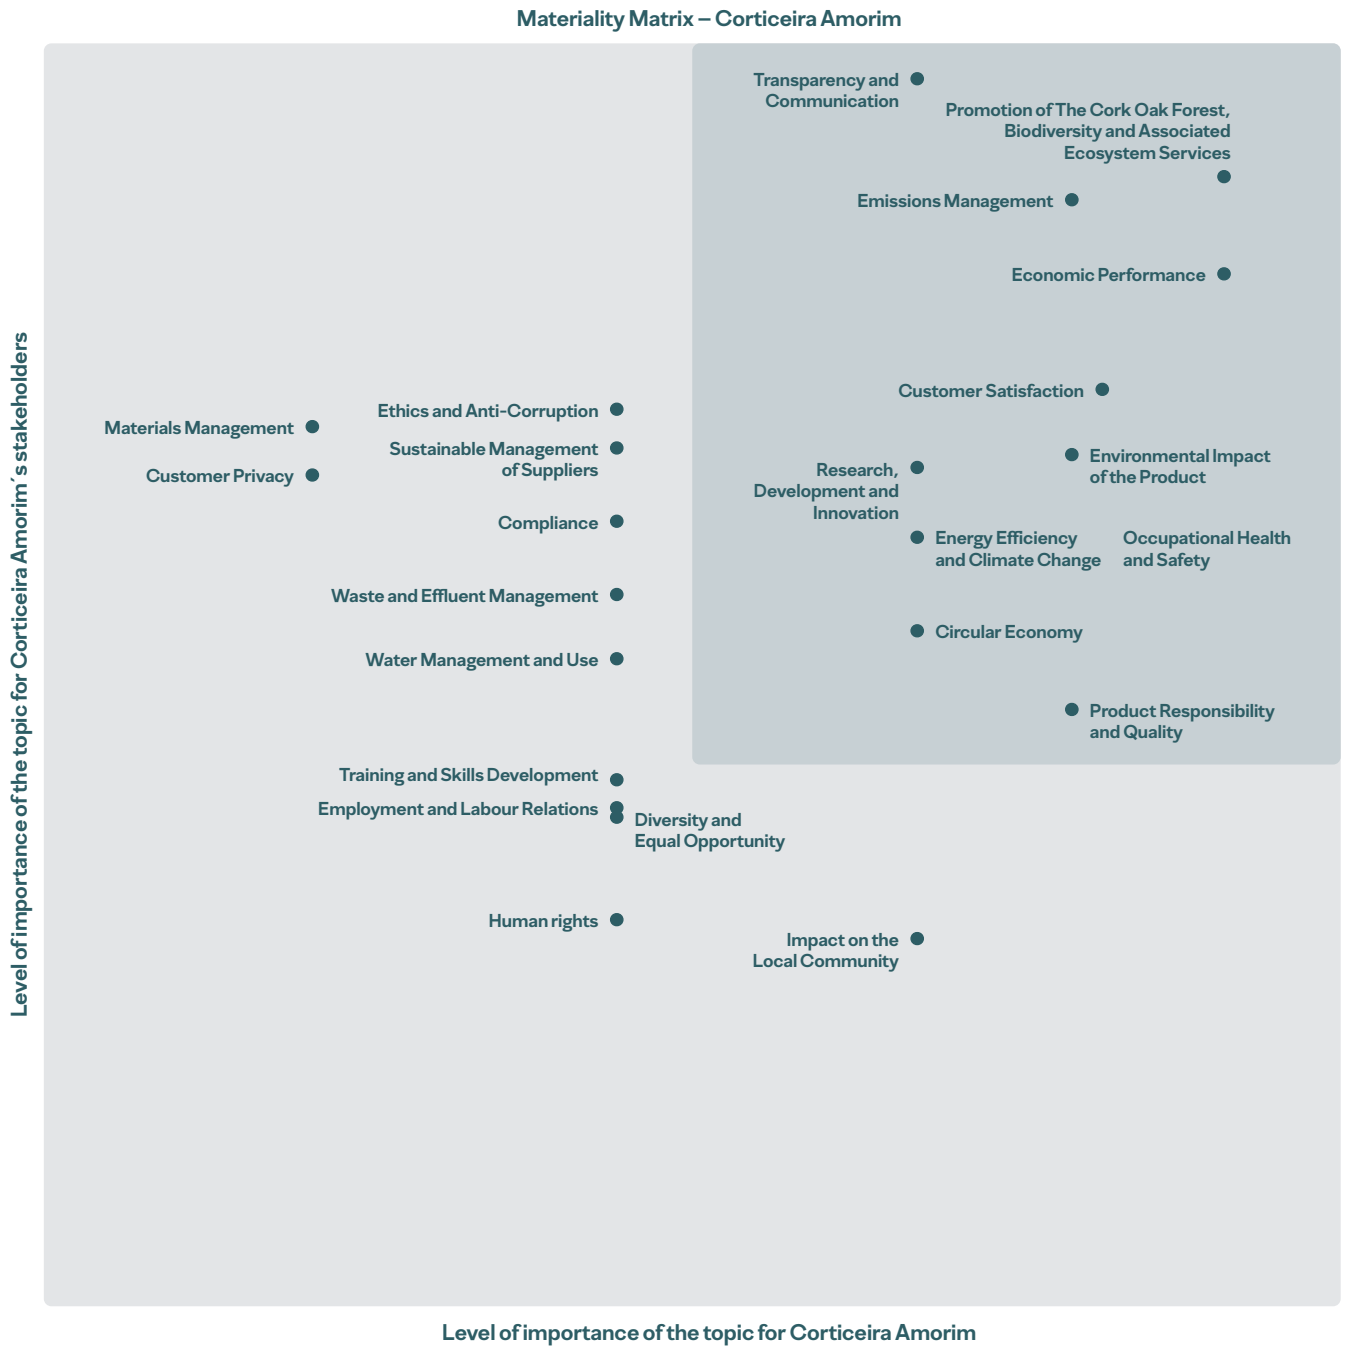 Materiality Matrix – Corticeira Amorim
Transparency and
Communication
Promotion of The Cork Oak Forest,
Biodiversity and Associated
Ecosystem Services
Emissions Management
Economic Performance
Customer Satisfaction
Ethics and Anti-Corruption
Materials Management
Sustainable Management
of Suppliers
Customer Privacy
Environmental Impact
of the Product
Research,
Development and
Innovation
Compliance
Energy Efficiency
and Climate Change
Occupational Health
and Safety
Waste and Effluent Management
Circular Economy
Water Management and Use
Product Responsibility
and Quality
Training and Skills Development
Employment and Labour Relations
Diversity and
Equal Opportunity
Human rights
Impact on the
Local Community
Level of importance of the topic for Corticeira Amorim´s stakeholders
Level of importance of the topic for Corticeira Amorim